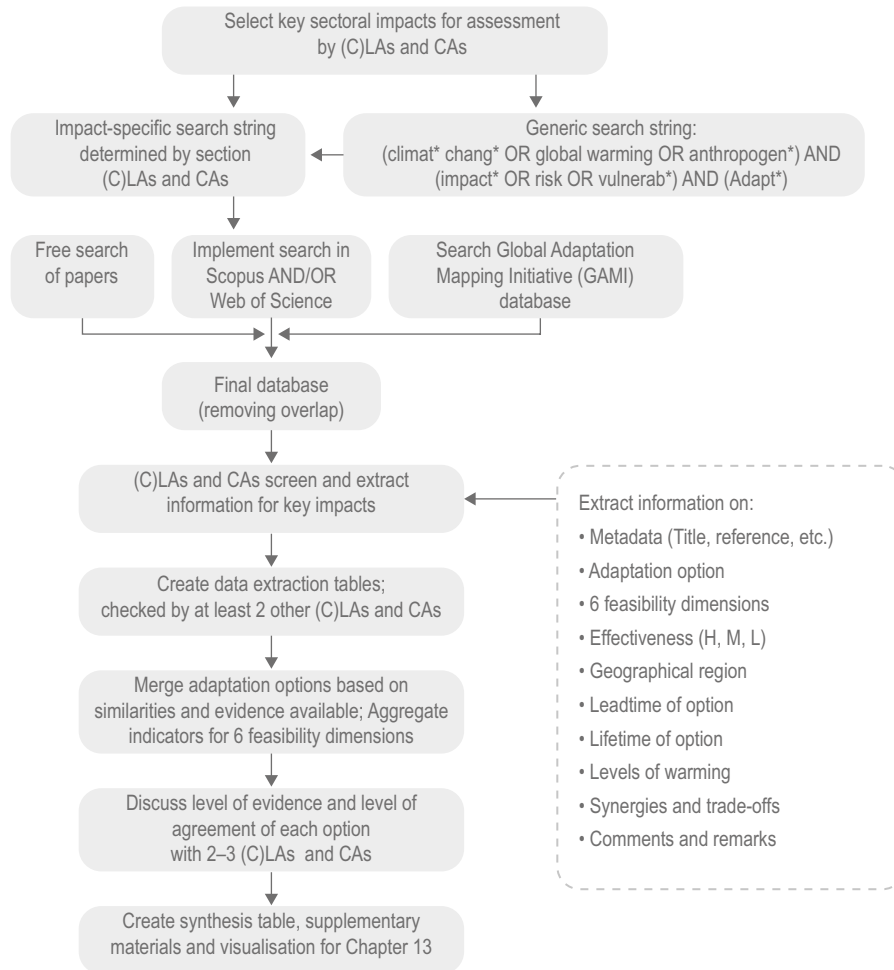 Select key sectoral impacts for assessment
by (C)LAs and CAs
Impact-specific search string
determined by section
(C)LAs and CAs
Generic search string:
(climat* chang* OR global warming OR anthropogen*) AND
(impact* OR risk OR vulnerab*) AND (Adapt*)
Free search
of papers
Implement search in
Scopus AND/OR
Web of Science
Search Global Adaptation
Mapping Initiative (GAMI)
database
Final database
(removing overlap)
(C)LAs and CAs screen and extract
information for key impacts
Create data extraction tables;
checked by at least 2 other (C)LAs and CAs
Merge adaptation options based on
similarities and evidence available; Aggregate
indicators for 6 feasibility dimensions
Discuss level of evidence and level of
agreement of each option
with 2–3 (C)LAs and CAs
Create synthesis table, supplementary
materials and visualisation for Chapter 13
Extract information on:
• Metadata (Title, reference, etc.)
• Adaptation option
• 6 feasibility dimensions
• Effectiveness (H, M, L)
• Geographical region
• Leadtime of option
• Lifetime of option
• Levels of warming
• Synergies and trade-offs
• Comments and remarks